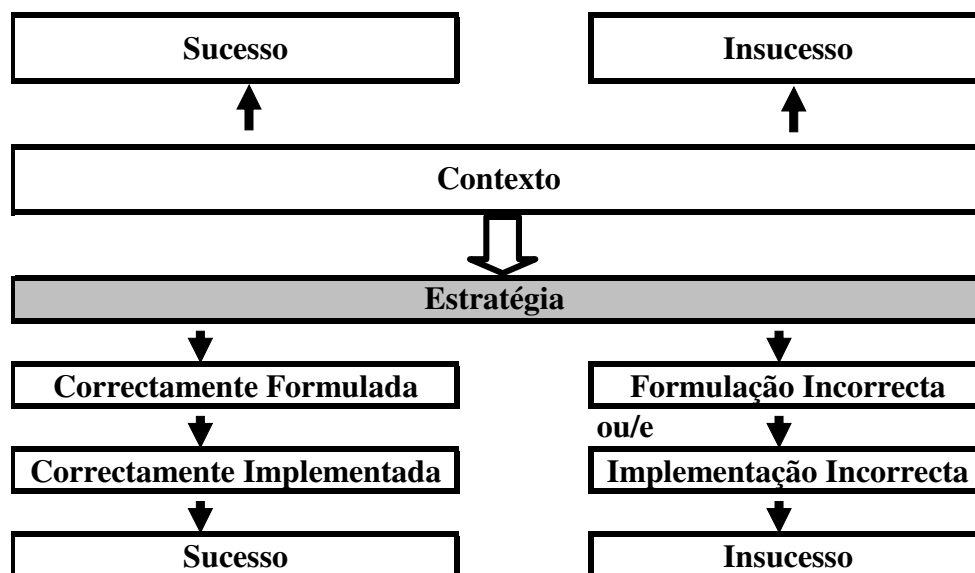 Sucesso
Insucesso
Contexto
Estratégia
Correctamente Formulada
Formulação Incorrecta
ou/e
Correctamente Implementada
Implementação Incorrecta
Sucesso
Insucesso